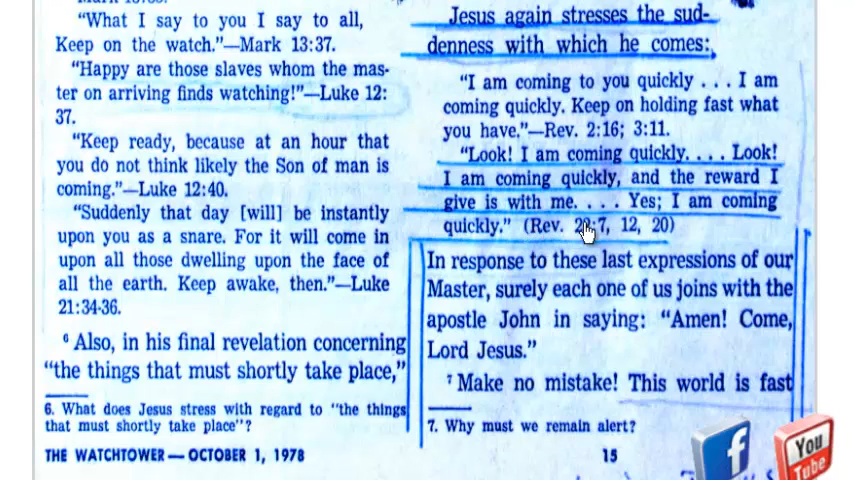 "What I say to you I say to all,
Keep on the watch."—Mark 13:37.
"Happy are those slaves whom the mas-
ter on arriving finds watching!"—Luke 12:
37.
"Keep ready, because at an hour that
you do not think likely the Son of man is
coming."—Luke 12:40.
"Suddenly that day [will] be instantly
upon you as a snare. For it will come in
upon all those dwelling upon the face of
all the earth. Keep awake, then."—Luke
21:34-36.
6 Also, in his final revelation concerning
"the things that must shortly take place,"
6. What does Jesus stress with regard to "the things
that must shortly take place"?
THE WATCHTOWER—OCTOBER 1, 1978
Jesus again stresses the sud-
denness with which he comes:
"I am coming to you quickly . . . I am
coming quickly. Keep on holding fast what
you have."—Rev. 2:16; 3:11.
"Look! I am coming quickly. . . . Look!
I am coming quickly, and the reward I
give is with me. . . . Yes; I am coming
quickly." (Rev. 12, 20)
In response to these last expressions of our
Master, surely each one of us joins with the
apostle John in saying: "Amen! Come,
Lord Jesus."
7 Make no mistake! This world is fast
7. Why must we remain alert?
15
f
You
Tube